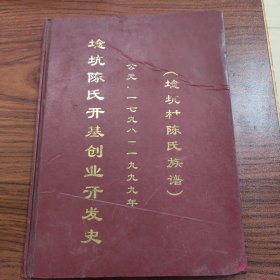 (埝坑村陈氏族谱)
公元·一七九八——一九九九年
埝坑陈氏开基创业开发史